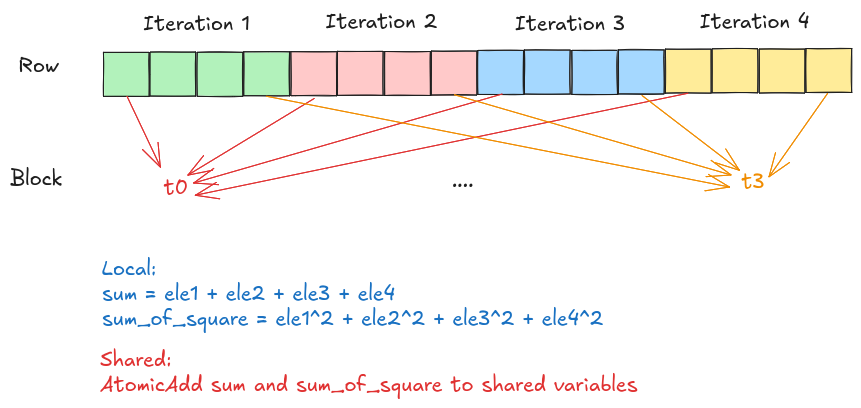 Iteration 1 Iteration 2 Iteration 3 Iteration 4
Row
Block t0 .... t3
Local:
sum = ele1 + ele2 + ele3 + ele4
sum_of_square = ele1^2 + ele2^2 + ele3^2 + ele4^2
Shared:
AtomicAdd sum and sum_of_square to shared variables